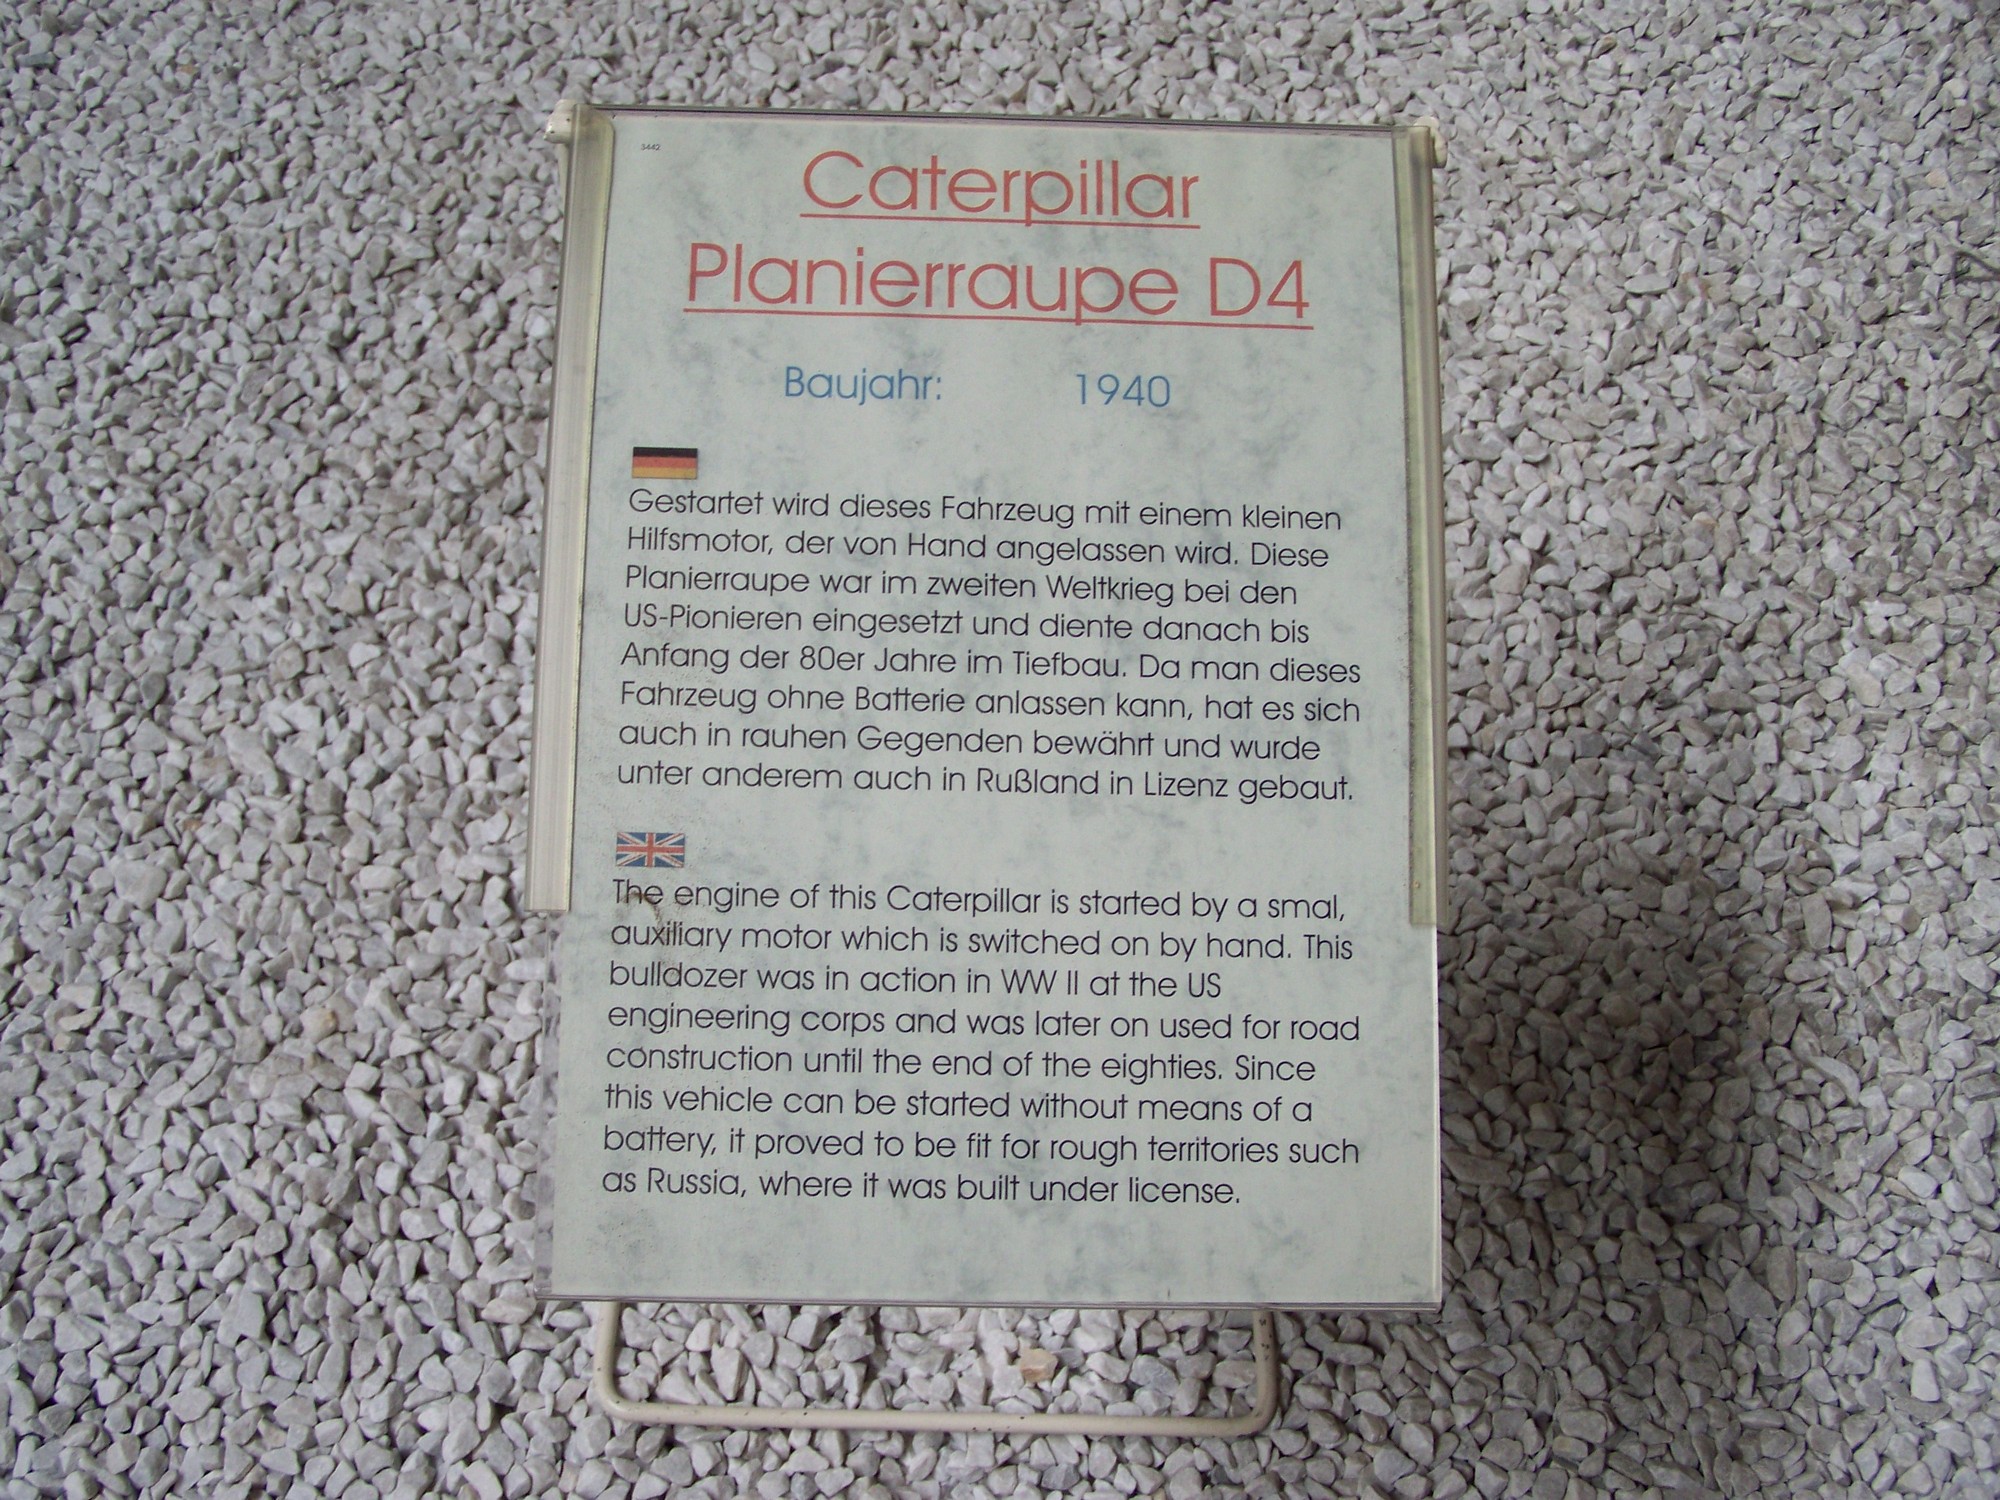 3442
Caterpillar
Planierraupe D4
Baujahr: 1940
Gestartet wird dieses Fahrzeug mit einem kleinen
Hilfsmotor, der von Hand angelassen wird. Diese
Planierraupe war im zweiten Weltkrieg bei den
US-Pionieren eingesetzt und diente danach bis
Anfang der 80er Jahre im Tiefbau. Da man dieses
Fahrzeug ohne Batterie anlassen kann, hat es sich
auch in rauhen Gegenden bewährt und wurde
unter anderem auch in Rußland in Lizenz gebaut.
The engine of this Caterpillar is started by a smal,
auxiliary motor which is switched on by hand. This
bulldozer was in action in WW II at the US
engineering corps and was later on used for road
construction until the end of the eighties. Since
this vehicle can be started without means of a
battery, it proved to be fit for rough territories such
as Russia, where it was built under license.